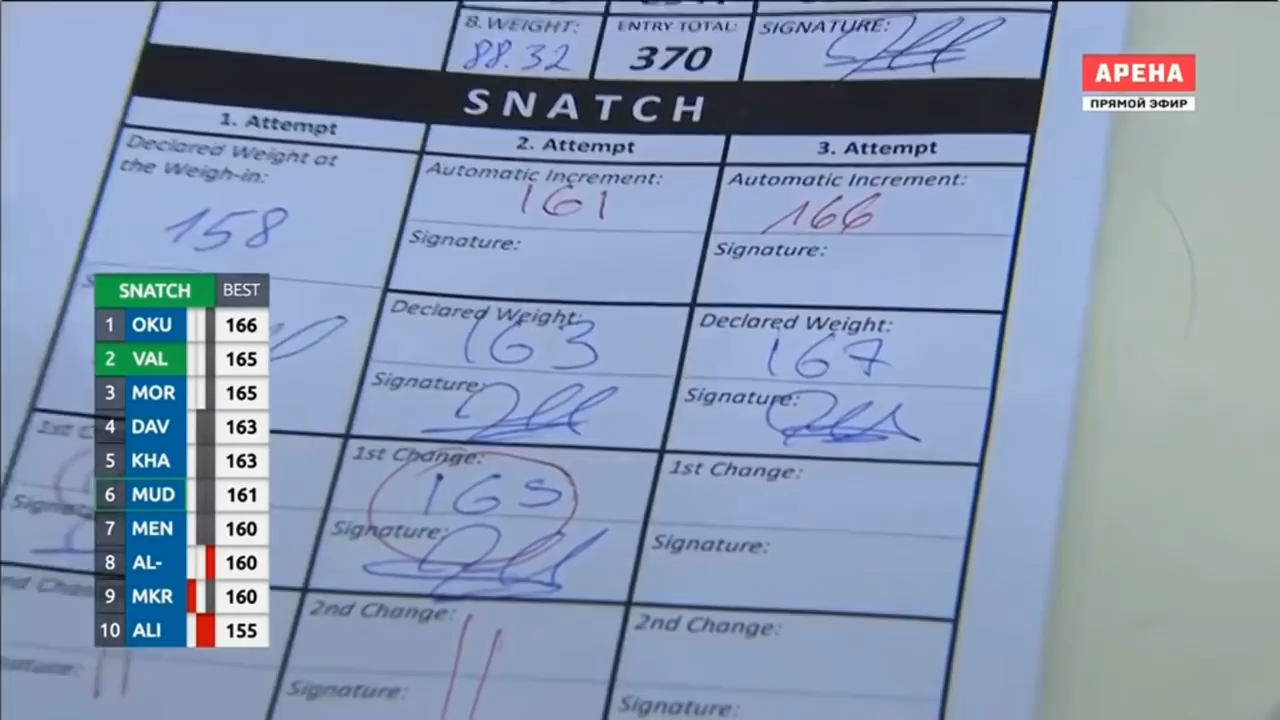 B. WEIGHT:
ENTRY TOTAL:
SIGNATURE:
88.32
370
АРЕНА
ПРЯМОЙ ЭФИР
SNATCH
1. Attempt
2. Attempt
3. Attempt
Declared Weight at
the Weigh-in:
158
Automatic Increment:
161
Signature:
Automatic Increment:
166
Signature:
Declared Weight:
163
Signature:
Declared Weight:
167
Signature:
1st Change:
165
Signature:
1st Change:
Signature:
2nd Change:
Signature:
2nd Change:
Signature:
SNATCH BEST
1 OKU 166
2 VAL 165
3 MOR 165
4 DAV 163
5 KHA 163
6 MUD 161
7 MEN 160
8 AL- 160
9 MKR 160
10 ALI 155